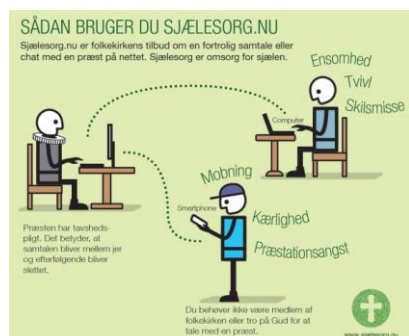 SÅDAN BRUGER DU SJÆLESORG.NU
Sjælesorg.nu er folkekirkens tilbud om en fortrolig samtale eller
chat med en præst på nettet. Sjælesorg er omsorg for sjælen.
Ensomhed
Tvivl
Skilsmisse
Computer
Mobning
Smartphone
Kærlighed
Præstationsangst
Præsten har tavsheds-
pligt. Det betyder, at
samtalen bliver mellem jer
og efterfølgende bliver
slettet.
Du behøver ikke være medlem af
folkekirken eller tro på Gud for at
tale med en præst.
www.sjælesorg.nu